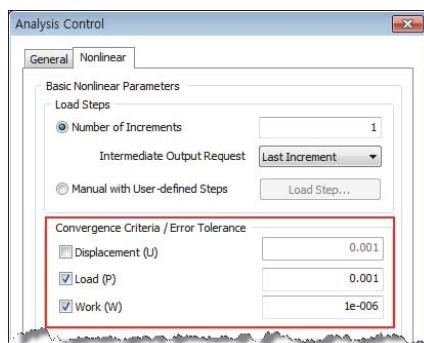 Analysis Control
General Nonlinear
Basic Nonlinear Parameters
Load Steps
Number of Increments 1
Intermediate Output Request Last Increment
Manual with User-defined Steps Load Step...
Convergence Criteria / Error Tolerance
Displacement (U) 0.001
Load (P) 0.001
Work (W) 1e-006